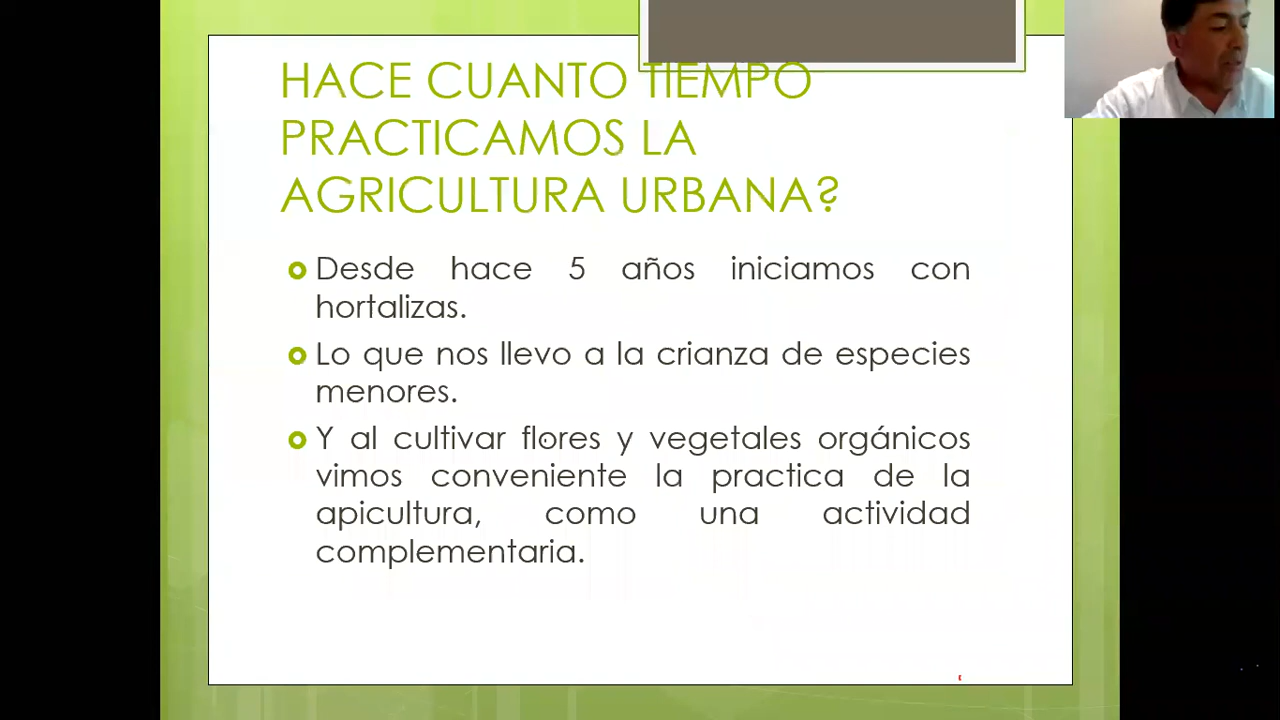 HACE CUANTO TIEMPO
PRACTICAMOS LA
AGRICULTURA URBANA?
Desde hace 5 años iniciamos con
hortalizas.
Lo que nos llevo a la crianza de especies
menores.
Y al cultivar flores y vegetales orgánicos
vimos conveniente la practica de la
apicultura, como una actividad
complementaria.